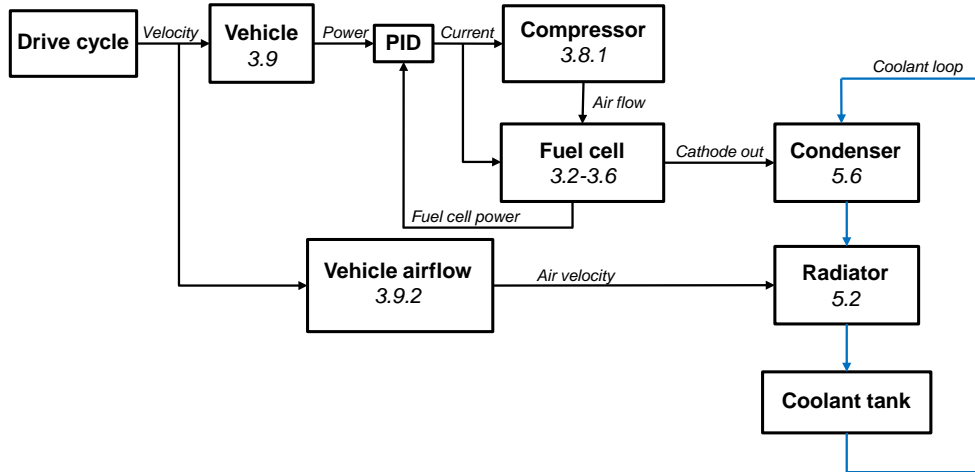 Drive cycle
Velocity
Vehicle
3.9
Power
PID
Current
Compressor
3.8.1
Coolant loop
Air flow
Fuel cell
3.2-3.6
Cathode out
Condenser
5.6
Fuel cell power
Vehicle airflow
3.9.2
Air velocity
Radiator
5.2
Coolant tank